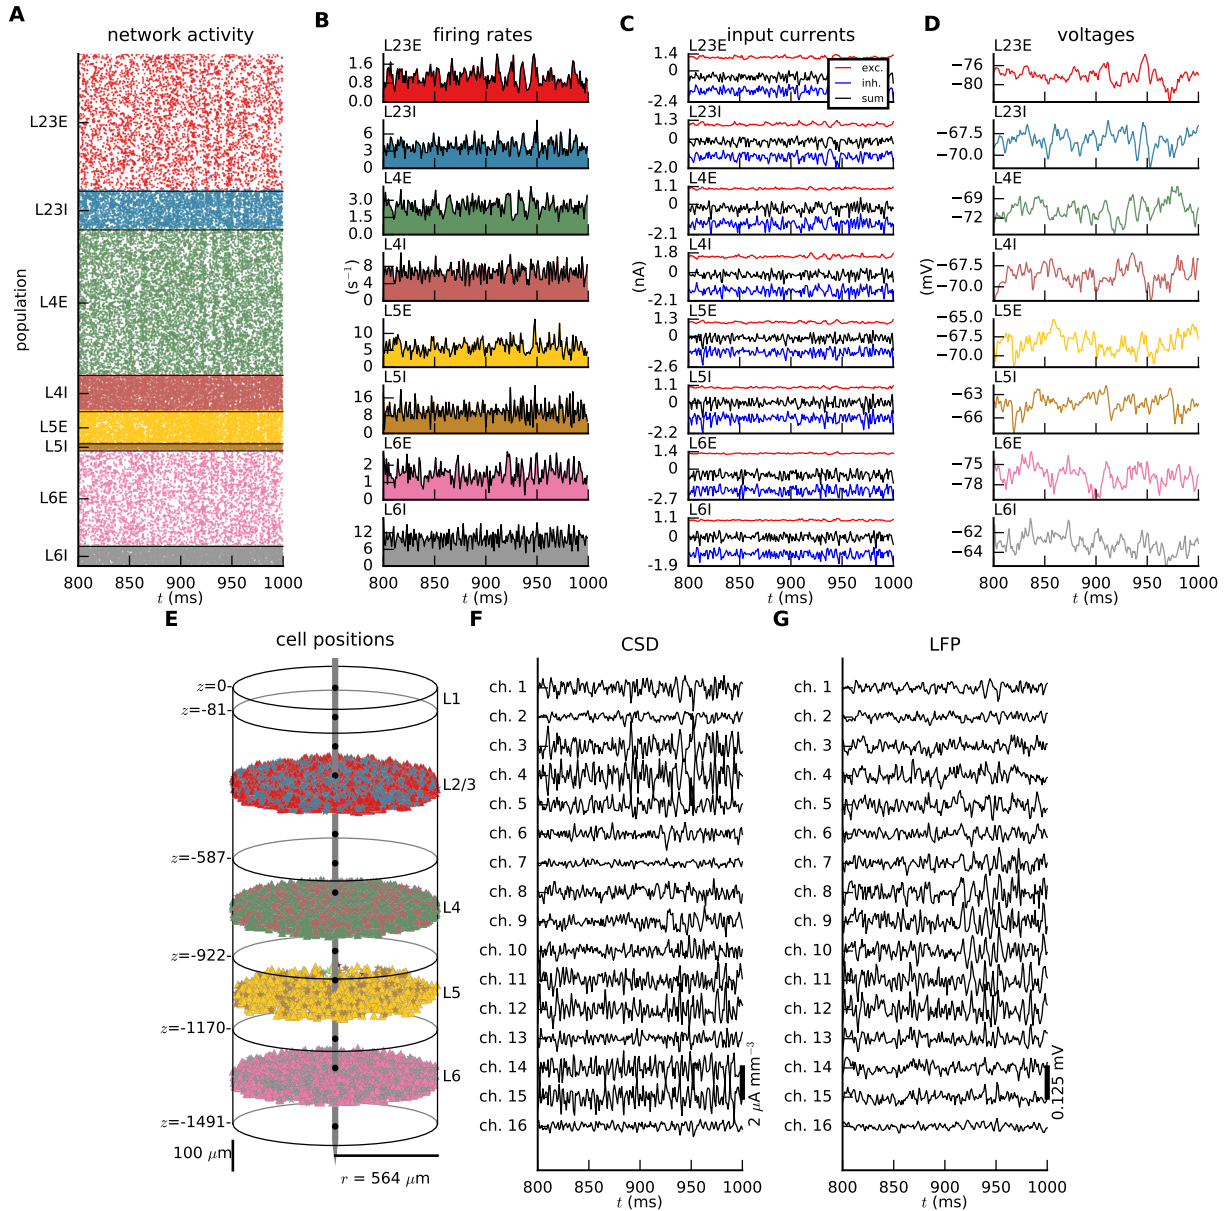 A
network activity
population
L23E
L23I
L4E
L4I
L5E
L5I
L6E
L6I
800 850 900 950 1000
t (ms)
B
firing rates
(s⁻¹)
L23E
1.6
0.8
0.0
L23I
6
3
0
L4E
3.0
1.5
0.0
L4I
8
4
0
L5E
10
5
0
L5I
16
8
0
L6E
2
1
0
L6I
12
6
800 850 900 950 1000
t (ms)
C
input currents
(nA)
L23E
1.4
0
−2.4
exc.
inh.
sum
L23I
1.3
0
−2.0
L4E
1.1
0
−2.1
L4I
1.8
0
−2.1
L5E
1.3
0
−2.6
L5I
1.1
0
−2.2
L6E
1.4
0
−2.7
L6I
1.1
0
−1.9
800 850 900 950 1000
t (ms)
D
voltages
(mV)
L23E
−76
−80
L23I
−67.5
−70.0
L4E
−69
−72
L4I
−67.5
−70.0
L5E
−65.0
−67.5
−70.0
L5I
−63
−66
L6E
−75
−78
L6I
−62
−64
800 850 900 950 1000
t (ms)
E
cell positions
z=0-
z=-81-
z=-587-
z=-922-
z=-1170-
z=-1491-
L1
L2/3
L4
L5
L6
100 μm
r = 564 μm
F
CSD
ch. 1
ch. 2
ch. 3
ch. 4
ch. 5
ch. 6
ch. 7
ch. 8
ch. 9
ch. 10
ch. 11
ch. 12
ch. 13
ch. 14
ch. 15
ch. 16
2 μA mm⁻³
800 850 900 950 1000
t (ms)
G
LFP
ch. 1
ch. 2
ch. 3
ch. 4
ch. 5
ch. 6
ch. 7
ch. 8
ch. 9
ch. 10
ch. 11
ch. 12
ch. 13
ch. 14
ch. 15
ch. 16
0.125 mV
800 850 900 950 1000
t (ms)